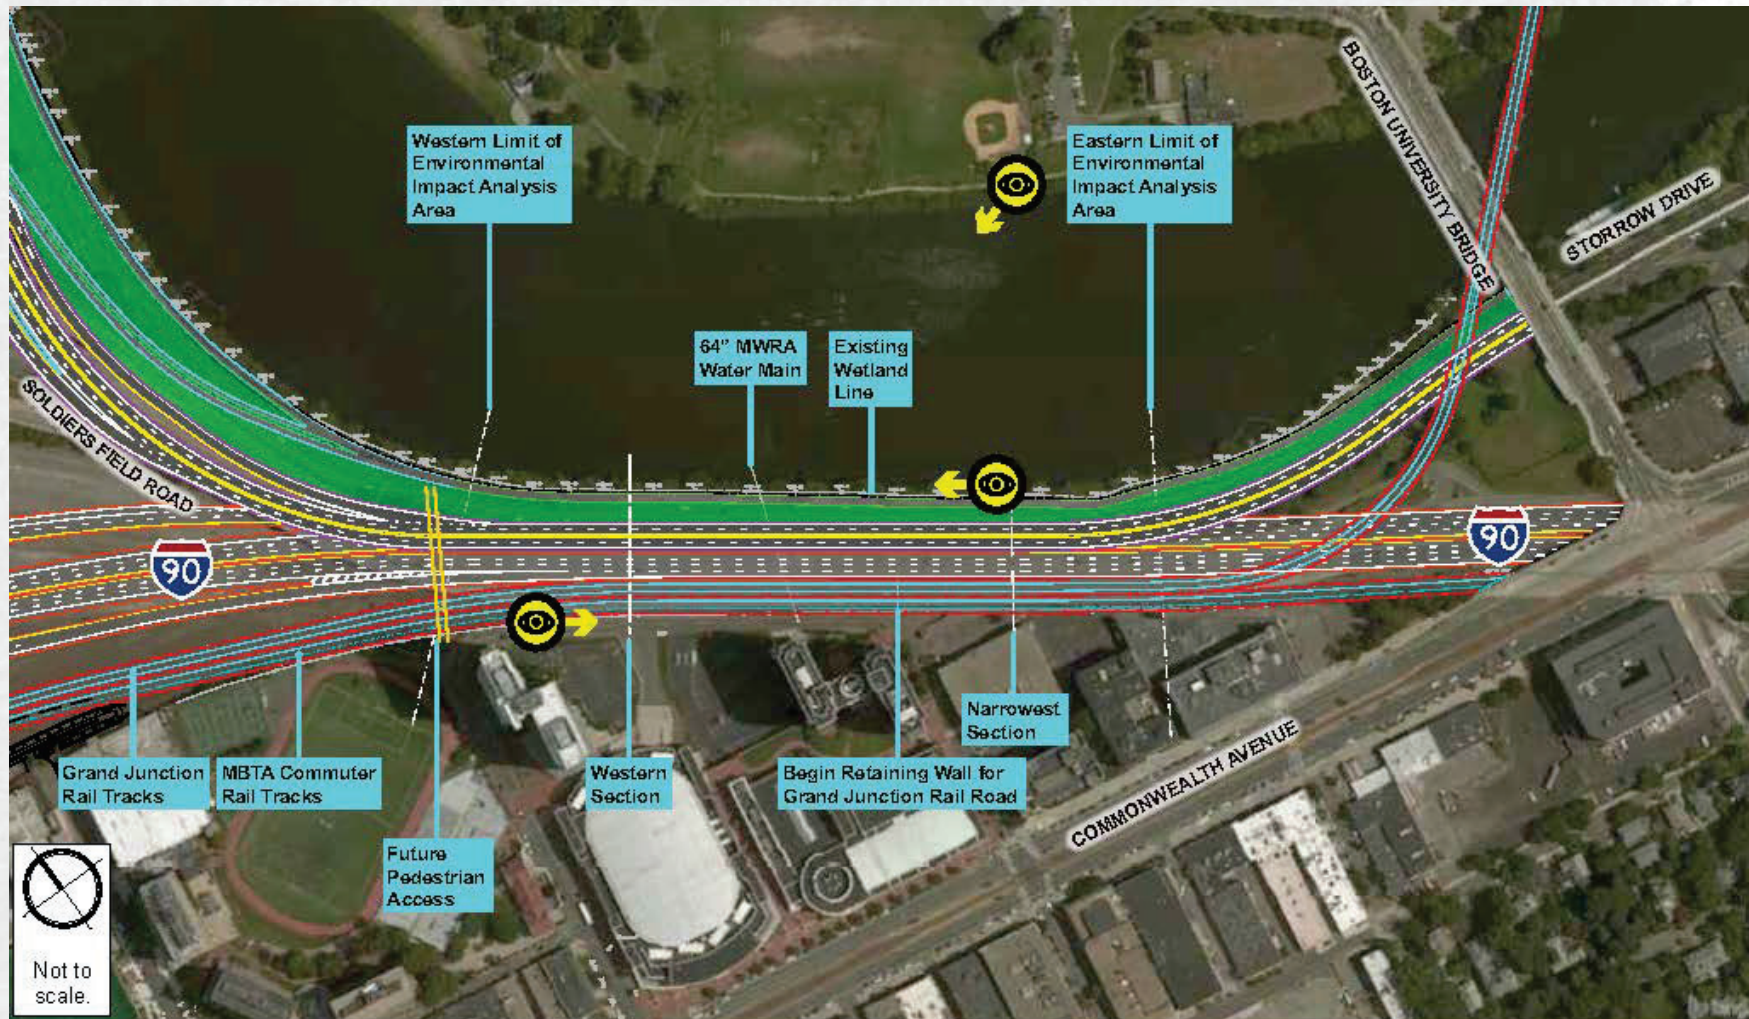 Western Limit of
Environmental
Impact Analysis
Area
Eastern Limit of
Environmental
Impact Analysis
Area
BOSTON UNIVERSITY BRIDGE
STORROW DRIVE
64" MWRA
Water Main
Existing
Wetland
Line
SOLDIERS FIELD ROAD
90
90
Grand Junction
Rail Tracks
MBTA Commuter
Rail Tracks
Future
Pedestrian
Access
Western
Section
Begin Retaining Wall for
Grand Junction Rail Road
Narrowest
Section
COMMONWEALTH AVENUE
Not to
scale.